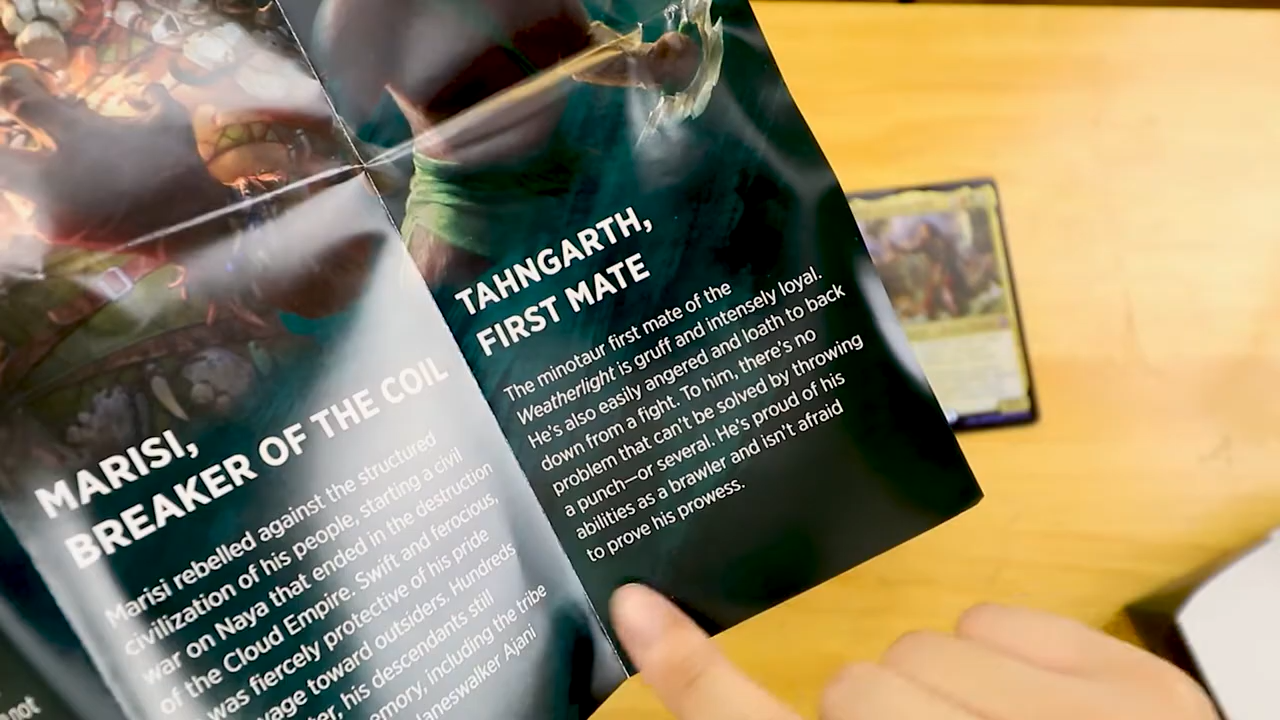 MARISI,
BREAKER OF THE COIL
Marisi rebelled against the structured
civilization of his people, starting a civil
war on Naya that ended in the destruction
of the Cloud Empire. Swift and ferocious,
was fiercely protective of his pride
toward outsiders. Hundreds
his descendants still
including the tribe
Ajani
TAHNGARTH,
FIRST MATE
The minotaur first mate of the
Weatherlight is gruff and intensely loyal.
He's also easily angered and loath to back
down from a fight. To him, there's no
problem that can't be solved by throwing
a punch—or several. He's proud of his
abilities as a brawler and isn't afraid
to prove his prowess.